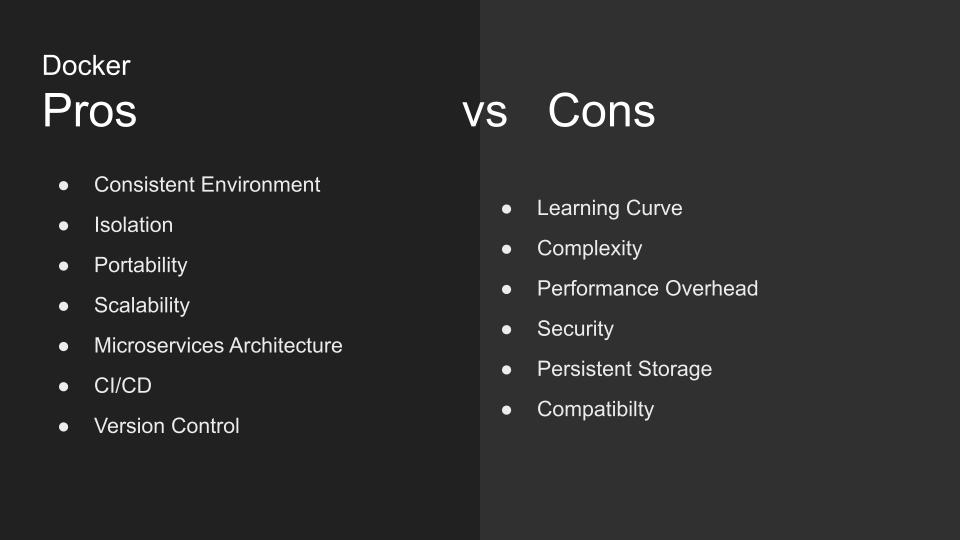 Docker
Pros vs Cons
● Consistent Environment
● Isolation
● Portability
● Scalability
● Microservices Architecture
● CI/CD
● Version Control
● Learning Curve
● Complexity
● Performance Overhead
● Security
● Persistent Storage
● Compatibilty